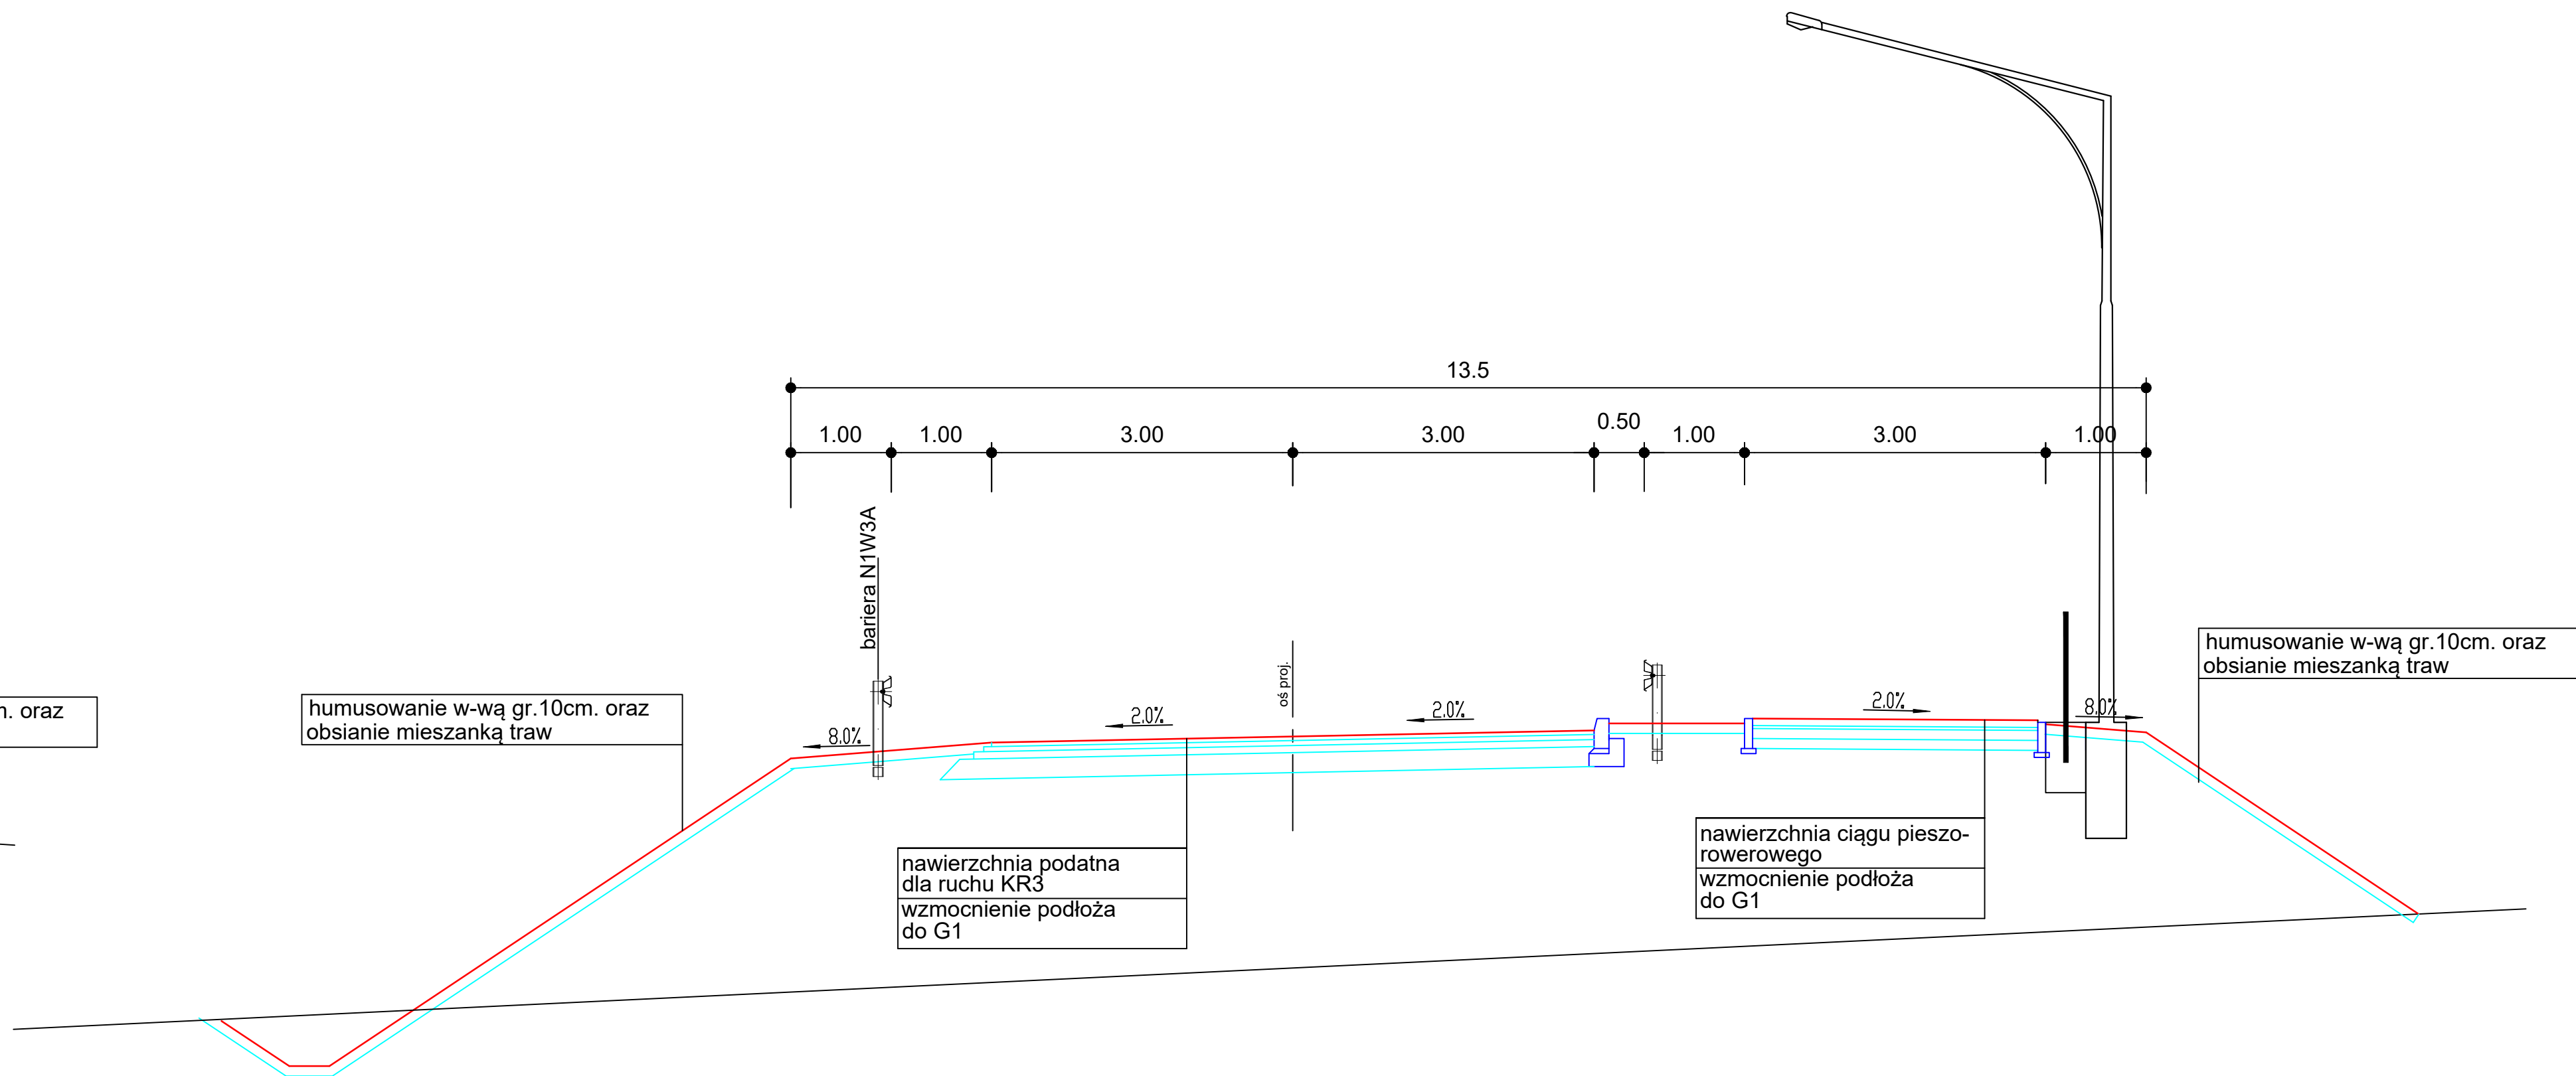 13.5
0.50
1.00
1.00
3.00
3.00
1.00
3.00
1.00
bariera N1W3A
oś proj.
humusowanie w-wą gr.10cm. oraz
obsianie mieszanką traw
m. oraz
humusowanie w-wą gr.10cm. oraz
obsianie mieszanką traw
8.0%
2.0%
2.0%
2.0%
8.0%
nawierzchnia podatna
dla ruchu KR3
wzmocnienie podłoża
do G1
nawierzchnia ciągu pieszo-
rowerowego
wzmocnienie podłoża
do G1